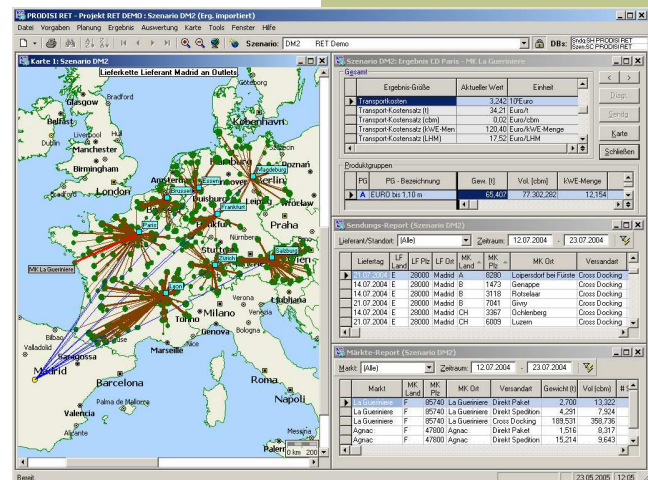 PRODISI RET - Projekt RET DEMO : Szenario DM2 (Erg. importiert)
Datei Vorgaben Planung Ergebnis Auswertung Karte Tools Fenster Hilfe
Szenario: DM2 RET Demo DBs:
Karte 1: Szenario DM2
Lieferkette Lieferant Madrid an Outlets
Göteborg
Glasgow
Bradford
Belfast
København
Dublin
Liverpool
Hull
Manchester
Birmingham
Hamburg
Magdeburg
Poznań
London
Amsterdam
Essen
Berlin
Brussel
Duisburg
Leipzig
Wrocław
Frankfurt
Paris
Praha
Nürnberg
Stuttgart
MK La Gueriniere
Zürich
Salzburg
Wien
Lyon
Torino
Milano
Verona
Venezia
Ljubljana
Genova
Bologna
Bilbao
Nice
Marseille
Valladolid
Madrid
Barcelona
Roma
Palma de Mallorca
Napoli
Valencia
Alicante
Messina
0 km 200
Szenario DM2: Ergebnis CD Paris - MK La Gueriniere
Gesamt
Ergebnis-Größe Aktueller Wert Einheit
Transportkosten 3,242 10³Euro
Transport-Kostensatz (t) 34,21 Euro/t
Transport-Kostensatz (cbm) 0,02 Euro/cbm
Transport-Kostensatz (kWE-Men 120,40 Euro/kWE-Menge
Transport-Kostensatz (LHM) 17,52 Euro/LHM
< >
Disp.
Sendg.
Karte
Schließen
Produktgruppen
PG PG - Bezeichnung Gew. [t] Vol. [cbm] kWE-Menge
A EURO bis 1,10 m 65,407 77.302,282 12,154
Sendungs-Report (Szenario DM2)
Lieferant/Standort: (Alle) Zeitraum: 12.07.2004 - 23.07.2004
Liefertag LF Land LF Plz LF Ort MK Land MK Plz MK Ort Versandart
21.07.2004 E 28000 Madrid A 8280 Loipersdorf bei Fürste Cross Docking
14.07.2004 E 28000 Madrid B 1473 Genappe Cross Docking
14.07.2004 E 28000 Madrid B 3118 Rotselaar Cross Docking
21.07.2004 E 28000 Madrid B 7041 Givry Cross Docking
14.07.2004 E 28000 Madrid CH 3367 Ochlenberg Cross Docking
14.07.2004 E 28000 Madrid CH 6009 Luzern Cross Docking
Märkte-Report (Szenario DM2)
Markt: (Alle) Zeitraum: 12.07.2004 - 23.07.2004
Markt MK Land MK Plz MK Ort Versandart Gewicht (t) Vol (cbm)
La Gueriniere F 85740 La Gueriniere Direkt Paket 2,700 13,322
La Gueriniere F 85740 La Gueriniere Direkt Spedition 4,291 7,924
La Gueriniere F 85740 La Gueriniere Cross Docking 189,531 358,736
Agnac F 47800 Agnac Direkt Paket 1,516 8,317
Agnac F 47800 Agnac Direkt Spedition 15,214 9,643
Bereit 23.05.2005 12:05